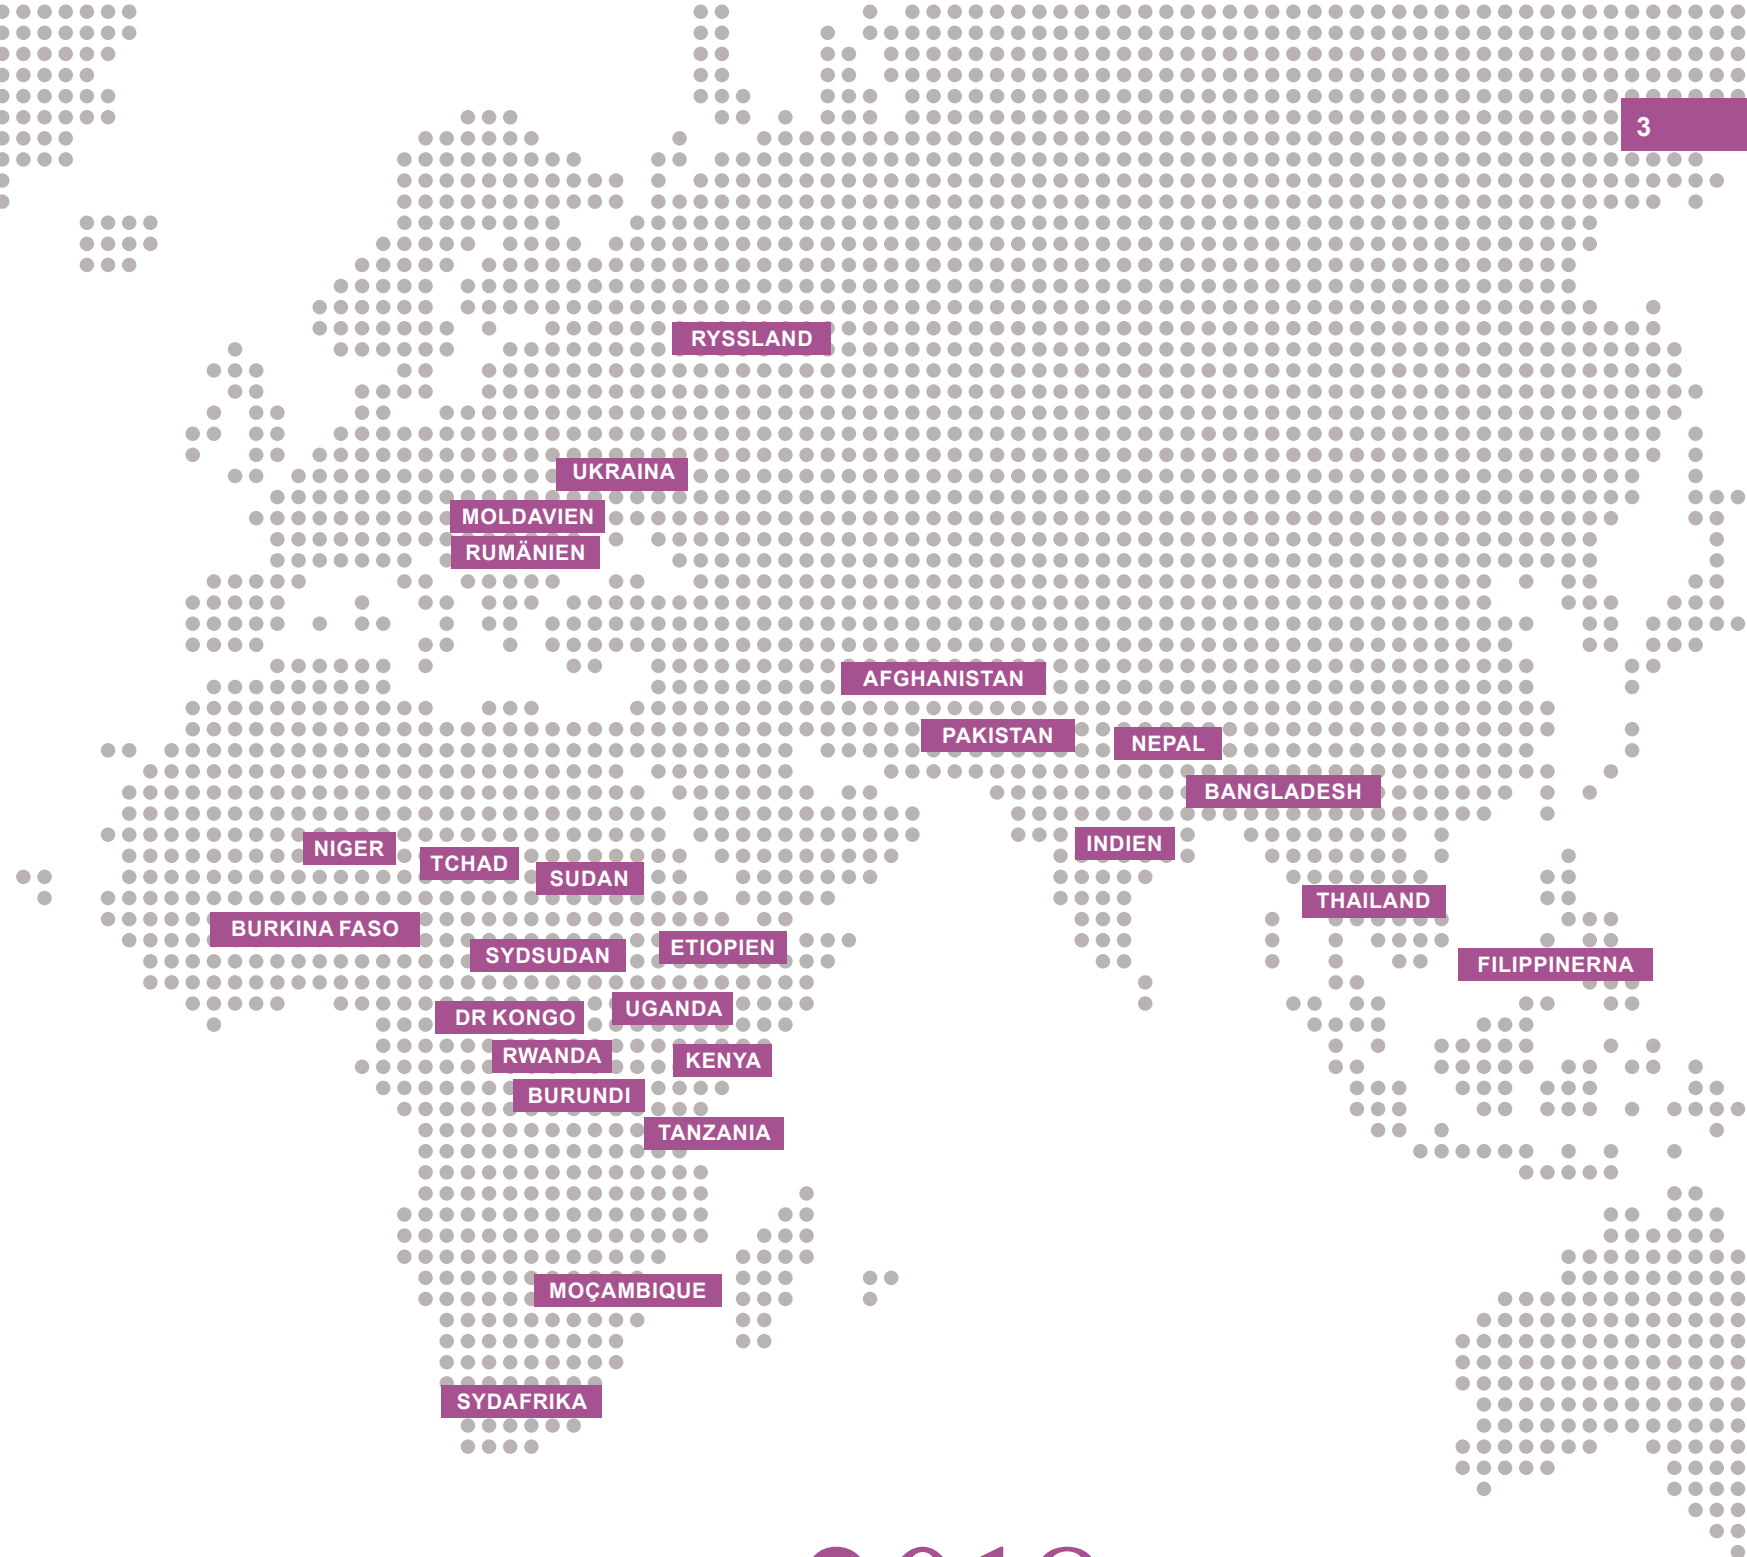 3
RYSSLAND
UKRAINA
MOLDAVIEN
RUMÄNIEN
AFGHANISTAN
PAKISTAN
NEPAL
BANGLADESH
INDIEN
NIGER
TCHAD
SUDAN
THAILAND
BURKINA FASO
SYDSUDAN
ETIOPIEN
FILIPPINERNA
UGANDA
DR KONGO
RWANDA
KENYA
BURUNDI
TANZANIA
MOÇAMBIQUE
SYDAFRIKA